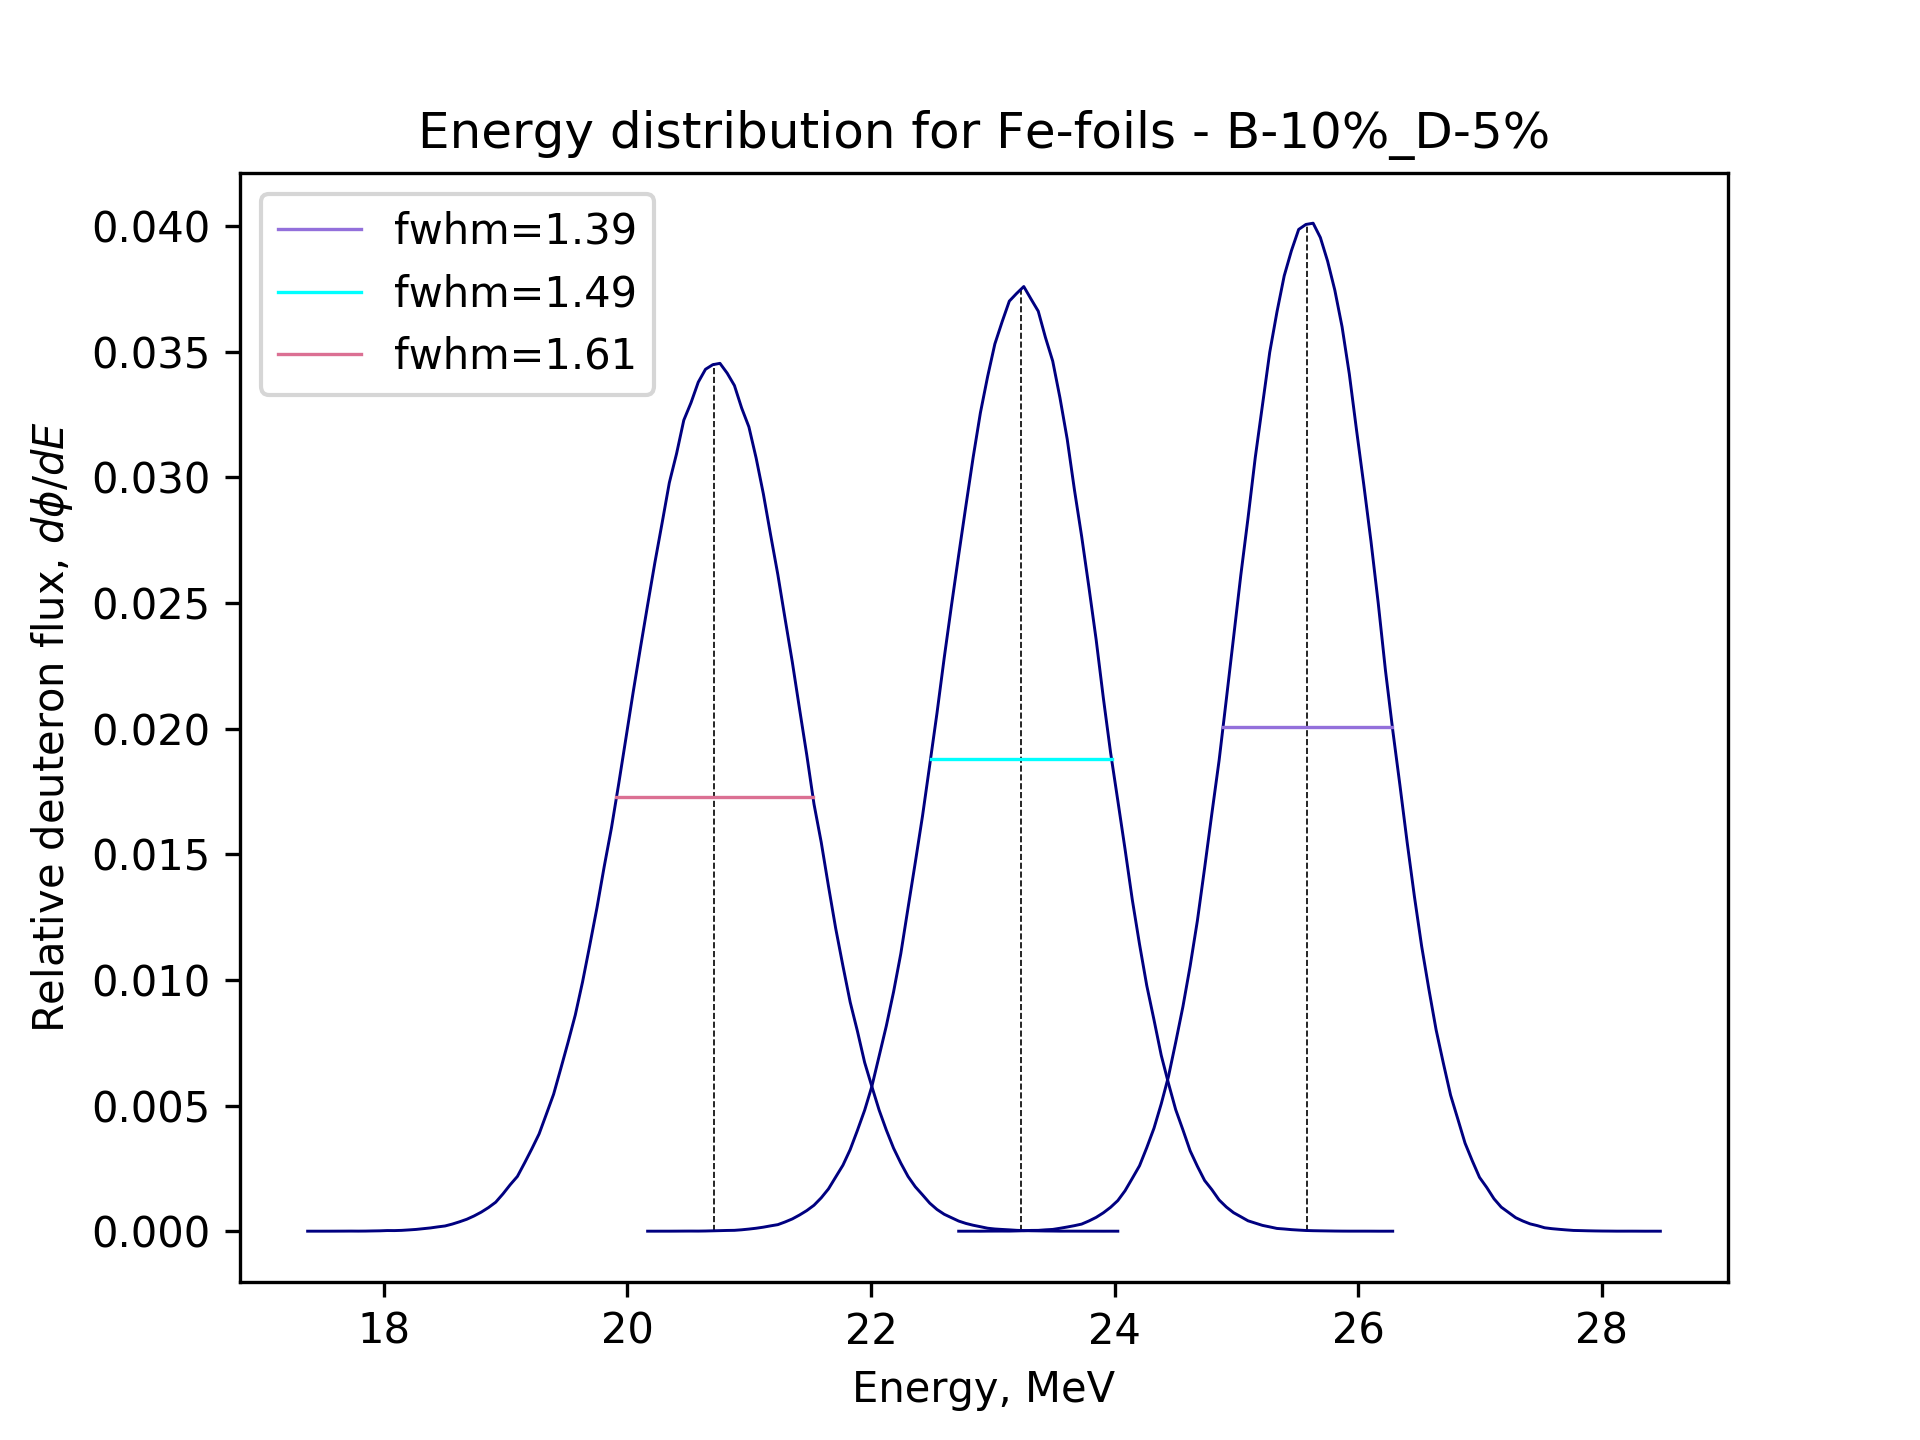 Energy distribution for Fe-foils - B-10%_D-5%
fwhm=1.39
fwhm=1.49
fwhm=1.61
Relative deuteron flux, dϕ/dE
0.040
0.035
0.030
0.025
0.020
0.015
0.010
0.005
0.000
18 20 22 24 26 28
Energy, MeV